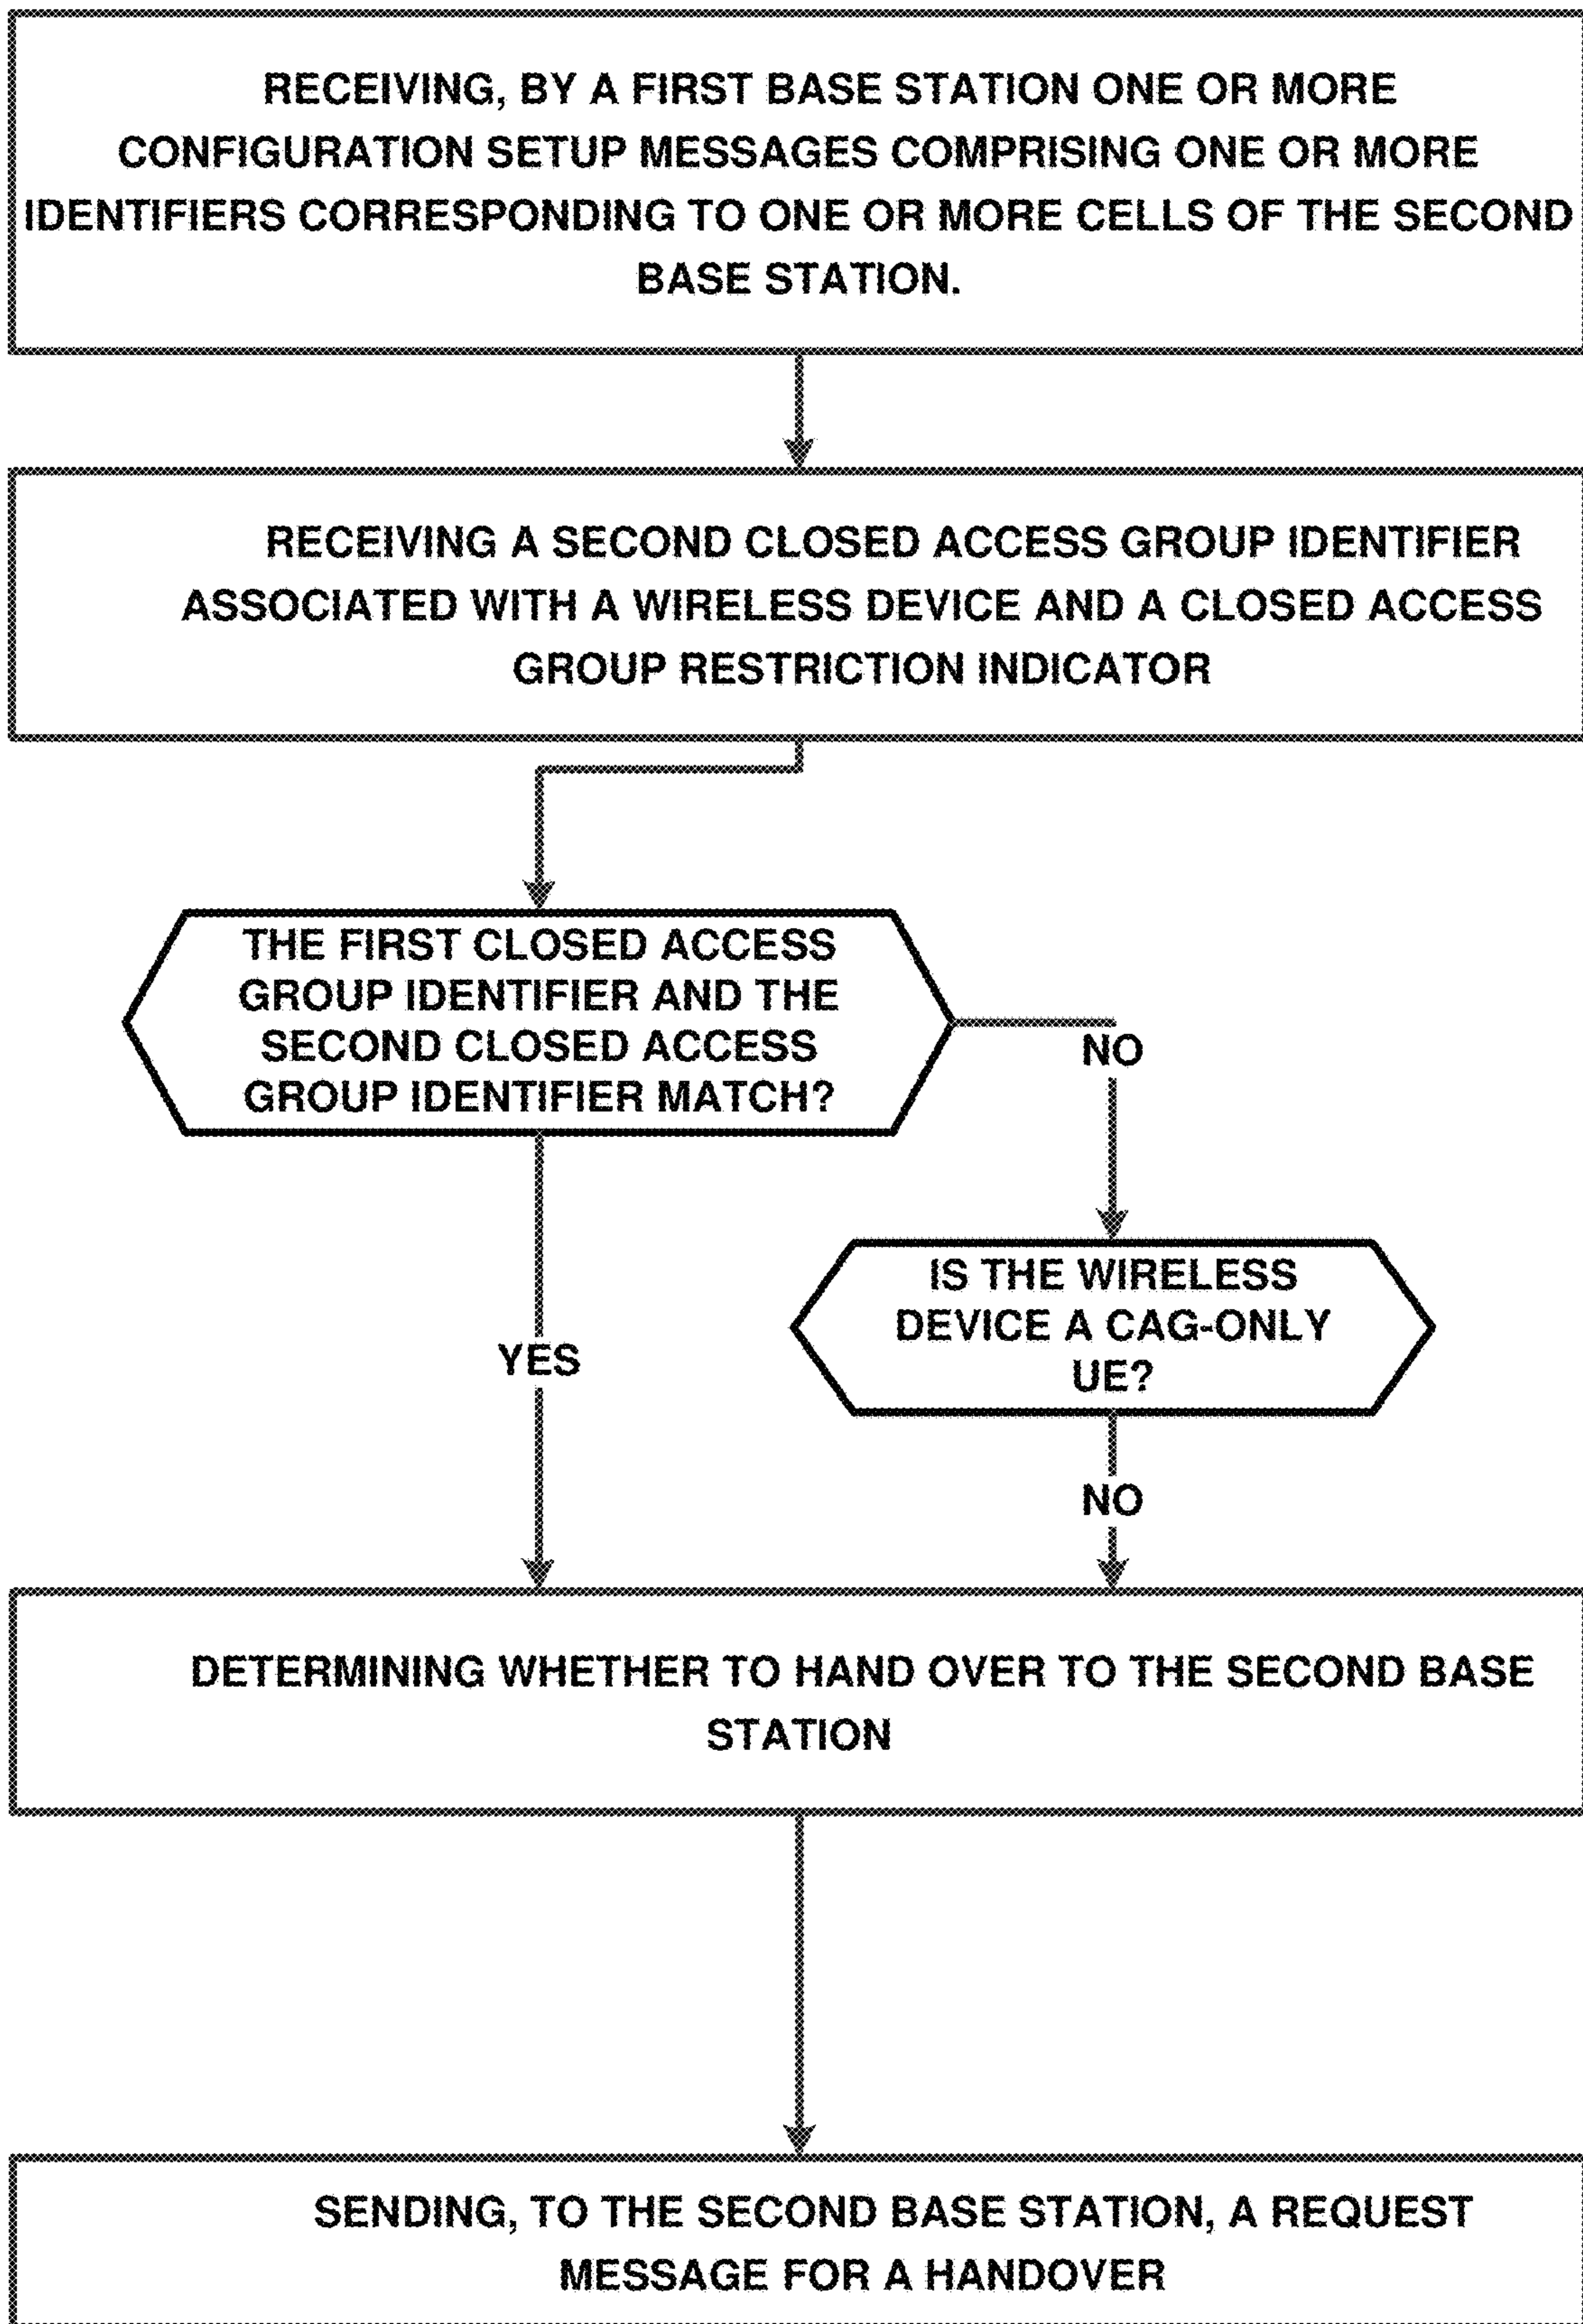 RECEIVING, BY A FIRST BASE STATION ONE OR MORE
CONFIGURATION SETUP MESSAGES COMPRISING ONE OR MORE
IDENTIFIERS CORRESPONDING TO ONE OR MORE CELLS OF THE SECOND
BASE STATION.
RECEIVING A SECOND CLOSED ACCESS GROUP IDENTIFIER
ASSOCIATED WITH A WIRELESS DEVICE AND A CLOSED ACCESS
GROUP RESTRICTION INDICATOR
THE FIRST CLOSED ACCESS
GROUP IDENTIFIER AND THE
SECOND CLOSED ACCESS
GROUP IDENTIFIER MATCH?
NO
IS THE WIRELESS
DEVICE A CAG-ONLY
UE?
YES
NO
DETERMINING WHETHER TO HAND OVER TO THE SECOND BASE
STATION
SENDING, TO THE SECOND BASE STATION, A REQUEST
MESSAGE FOR A HANDOVER